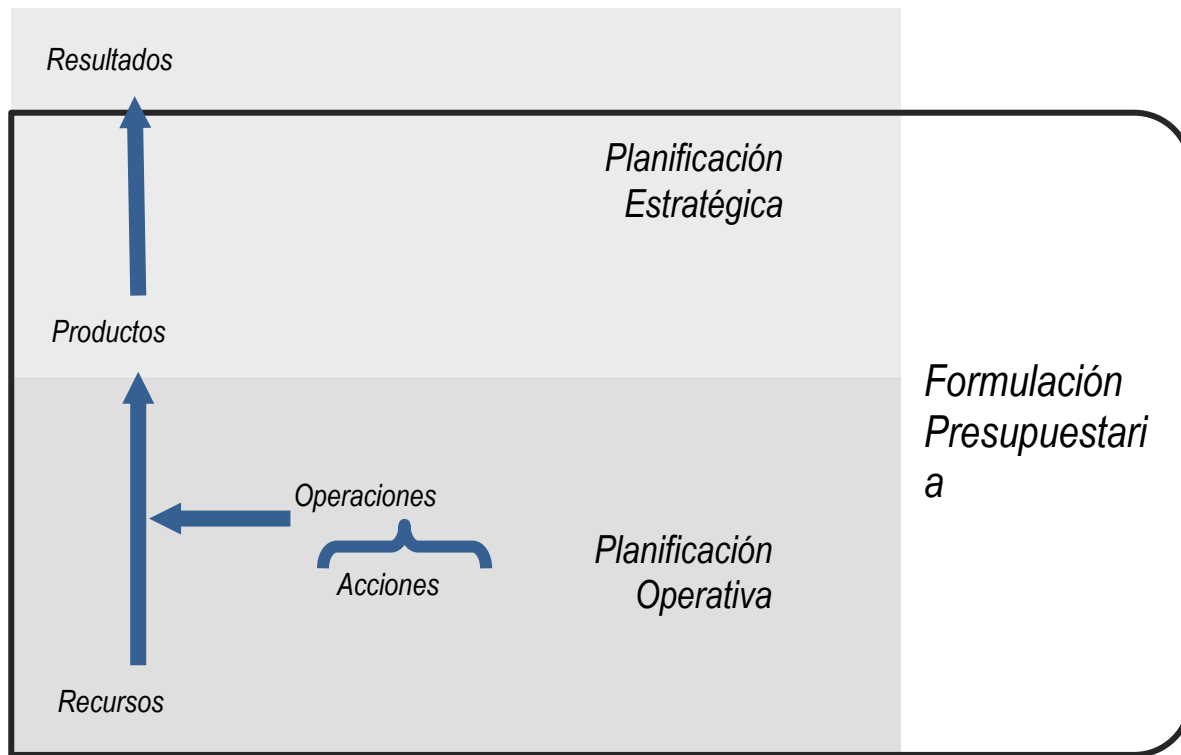 Resultados
Planificación
Estratégica
Productos
Formulación
Presupuestari
a
Operaciones
Acciones
Planificación
Operativa
Recursos